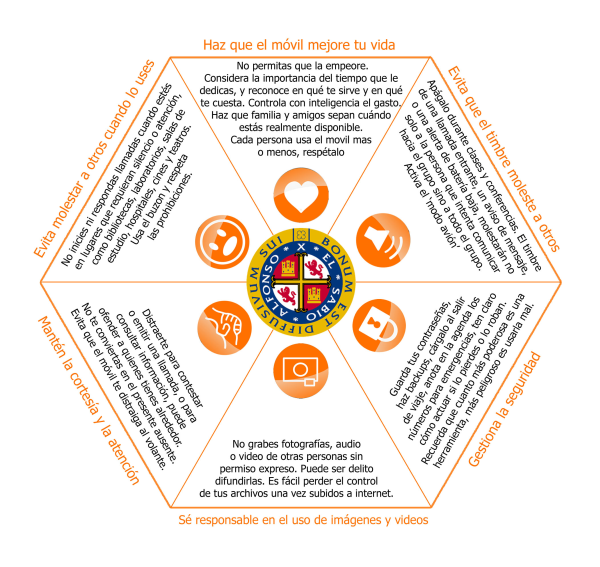 Haz que el móvil mejore tu vida
No permitas que la empeore.
Considera la importancia del tiempo que le
dedicas, y reconoce en qué te sirve y en qué
te cuesta. Controla con inteligencia el gasto.
Haz que familia y amigos sepan cuándo
estás realmente disponible.
Cada persona usa el movil mas
o menos, respétalo
Evita que el timbre moleste a otros
Apágalo durante clases y conferencias. El timbre
de una llamada entrante, un aviso de mensaje,
o una alerta de batería baja, molestarán no
solo a la persona que intenta comunicar
hacia el grupo sino a todo el grupo.
Activa el 'modo avión'
Gestiona la seguridad
Guarda tus contraseñas,
haz backups, cárgalo al salir
de viaje, anota en la agenda los
números para emergencias, ten claro
cómo actuar si lo pierdes o lo roban.
Recuerda que cuanto más poderosa es una
herramienta, más peligroso es usarla mal.
Sé responsable en el uso de imágenes y videos
No grabes fotografías, audio
o video de otras personas sin
permiso expreso. Puede ser delito
difundirlas. Es fácil perder el control
de tus archivos una vez subidos a internet.
Mantén la cortesía y la atención
Distraerte para contestar
o emitir una llamada, o para
consultar información, puede
ofender a quienes tienes alrededor.
No te conviertas en el presente ausente.
Evita que el móvil te distraiga al volante.
Evita molestar a otros cuando lo uses
No inicies ni respondas llamadas cuando estés
en lugares que requieran silencio o atención,
como bibliotecas, laboratorios, salas de
estudio, hospitales, cines y teatros.
Usa el buzon y respeta
las prohibiciones.
BONUM EST DIFFUSIVUM SUI
ALFONSO X EL SABIO